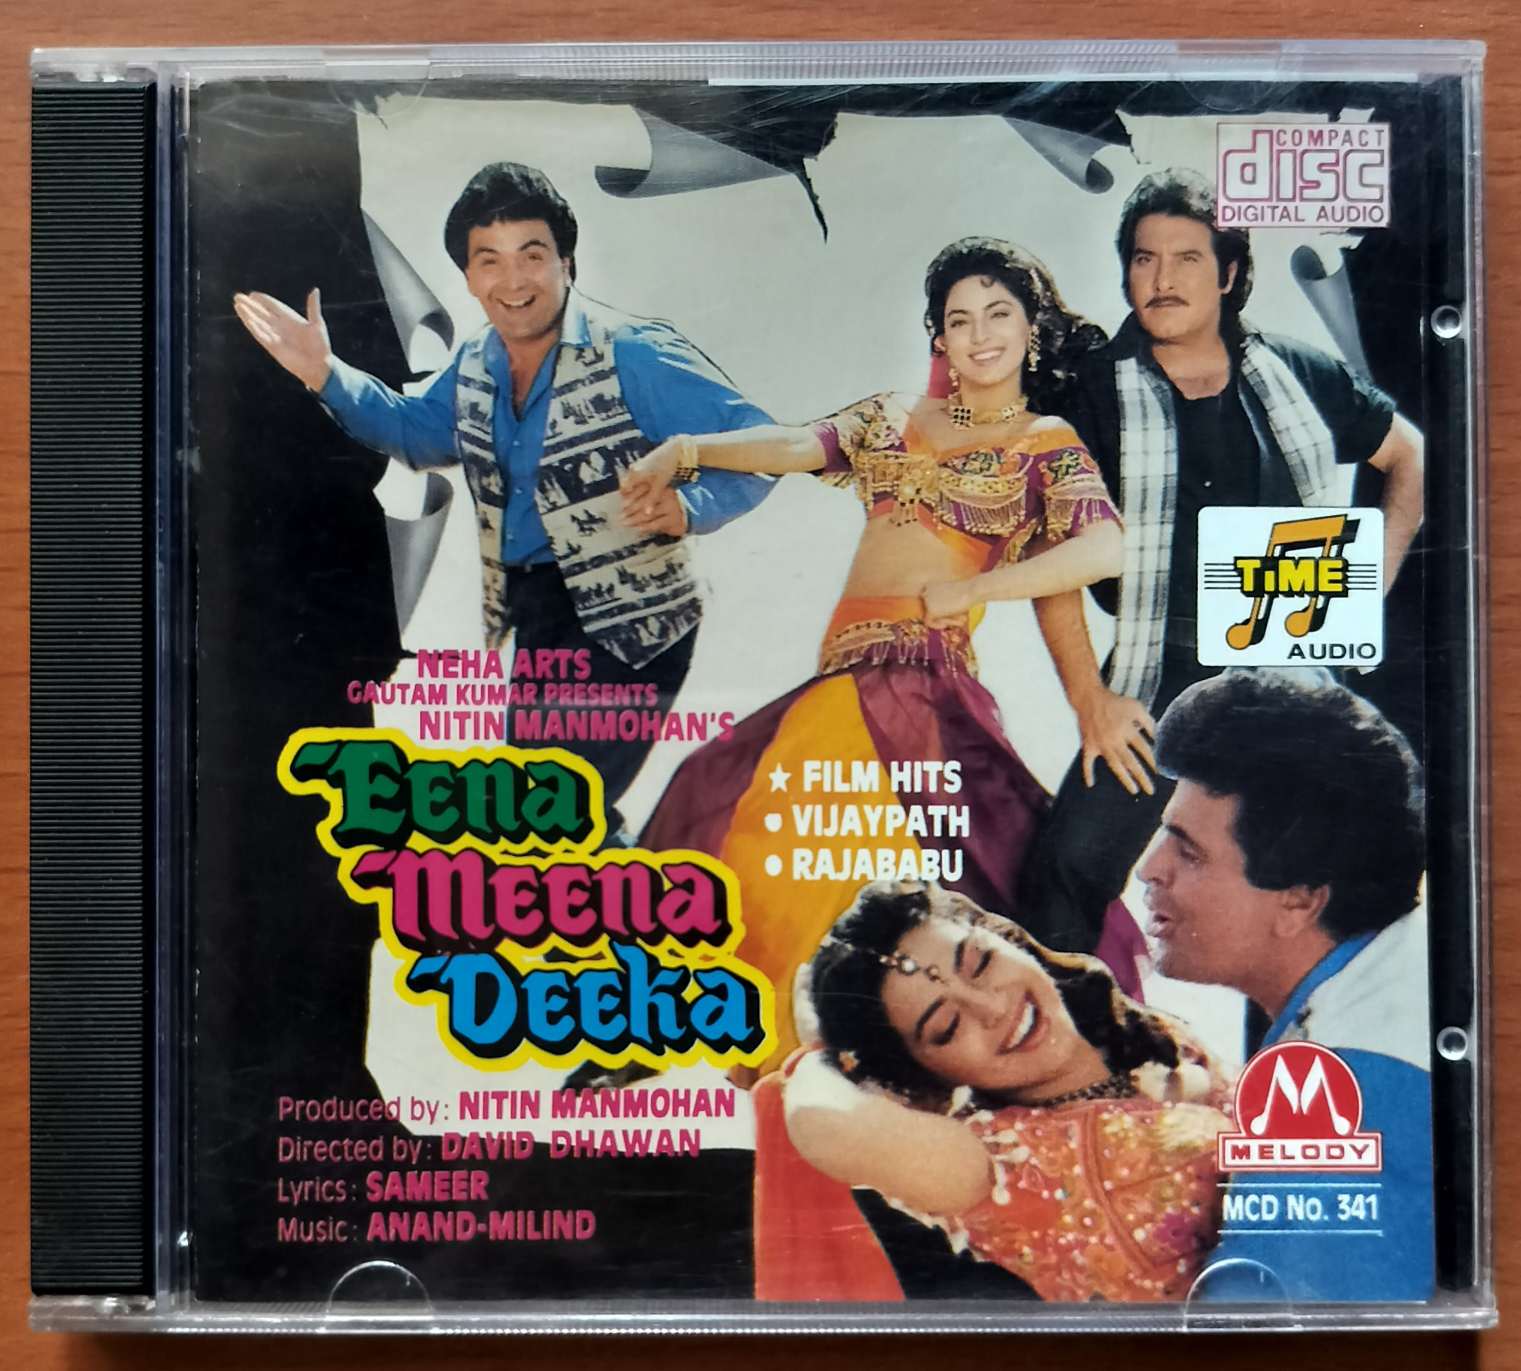 COMPACT
disc
DIGITAL AUDIO
TIME
AUDIO
NEHA ARTS
GAUTAM KUMAR PRESENTS
NITIN MANMOHAN'S
EENA
MEENA
DEEKA
★ FILM HITS
• VIJAYPATH
• RAJABABU
Produced by: NITIN MANMOHAN
Directed by: DAVID DHAWAN
Lyrics: SAMEER
Music: ANAND-MILIND
M
MELODY
MCD No. 341